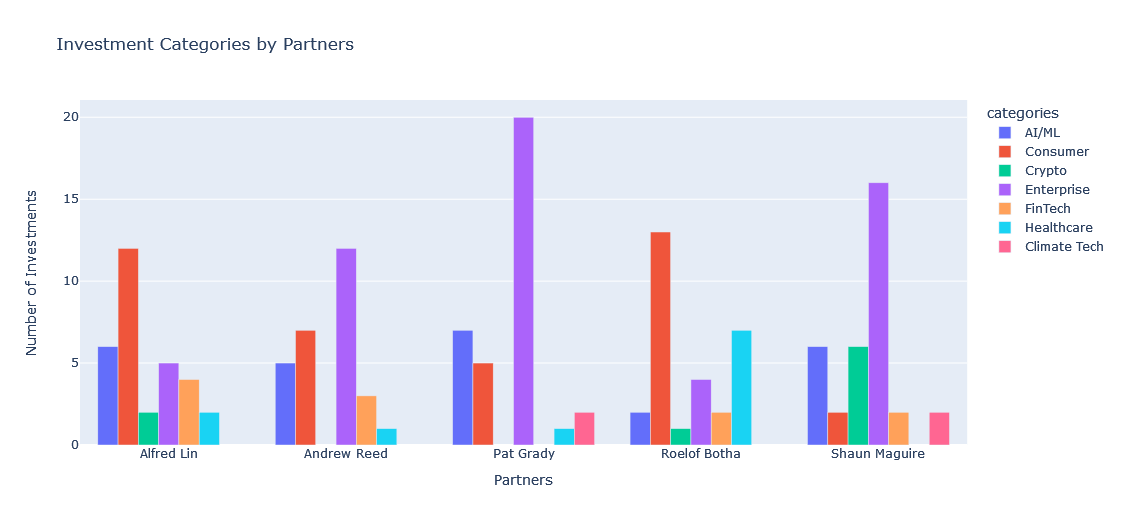 Investment Categories by Partners
categories
AI/ML
Consumer
Crypto
Enterprise
FinTech
Healthcare
Climate Tech
Number of Investments
20
15
10
5
0
Alfred Lin
Andrew Reed
Pat Grady
Roelof Botha
Shaun Maguire
Partners